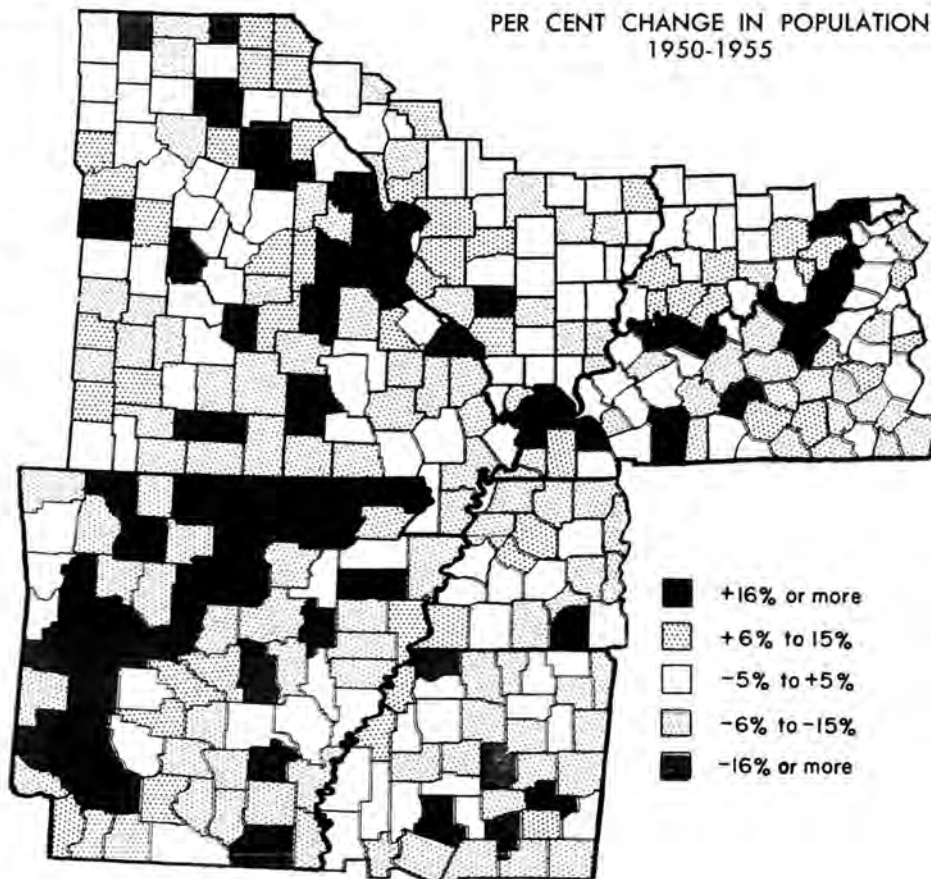 PER CENT CHANGE IN POPULATION
1950-1955
+16% or more
+6% to 15%
-5% to +5%
-6% to -15%
-16% or more